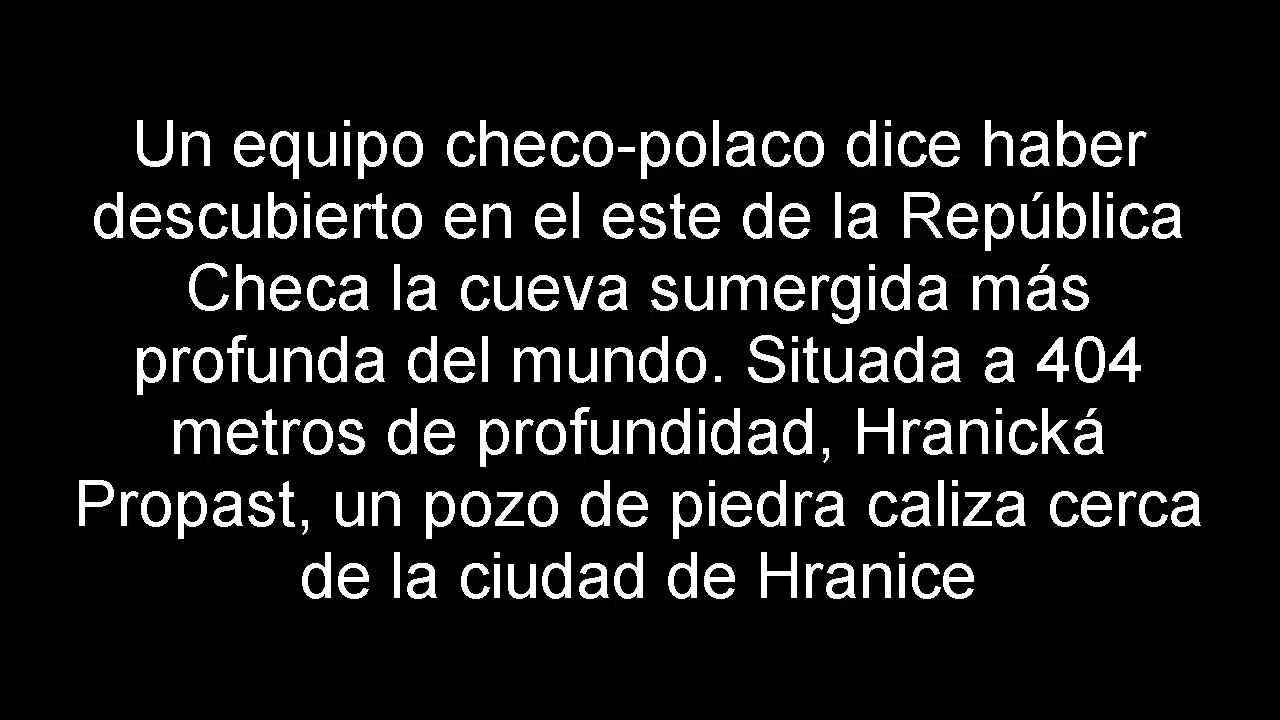 Un equipo checo-polaco dice haber
descubierto en el este de la República
Checa la cueva sumergida más
profunda del mundo. Situada a 404
metros de profundidad, Hranická
Propast, un pozo de piedra caliza cerca
de la ciudad de Hranice